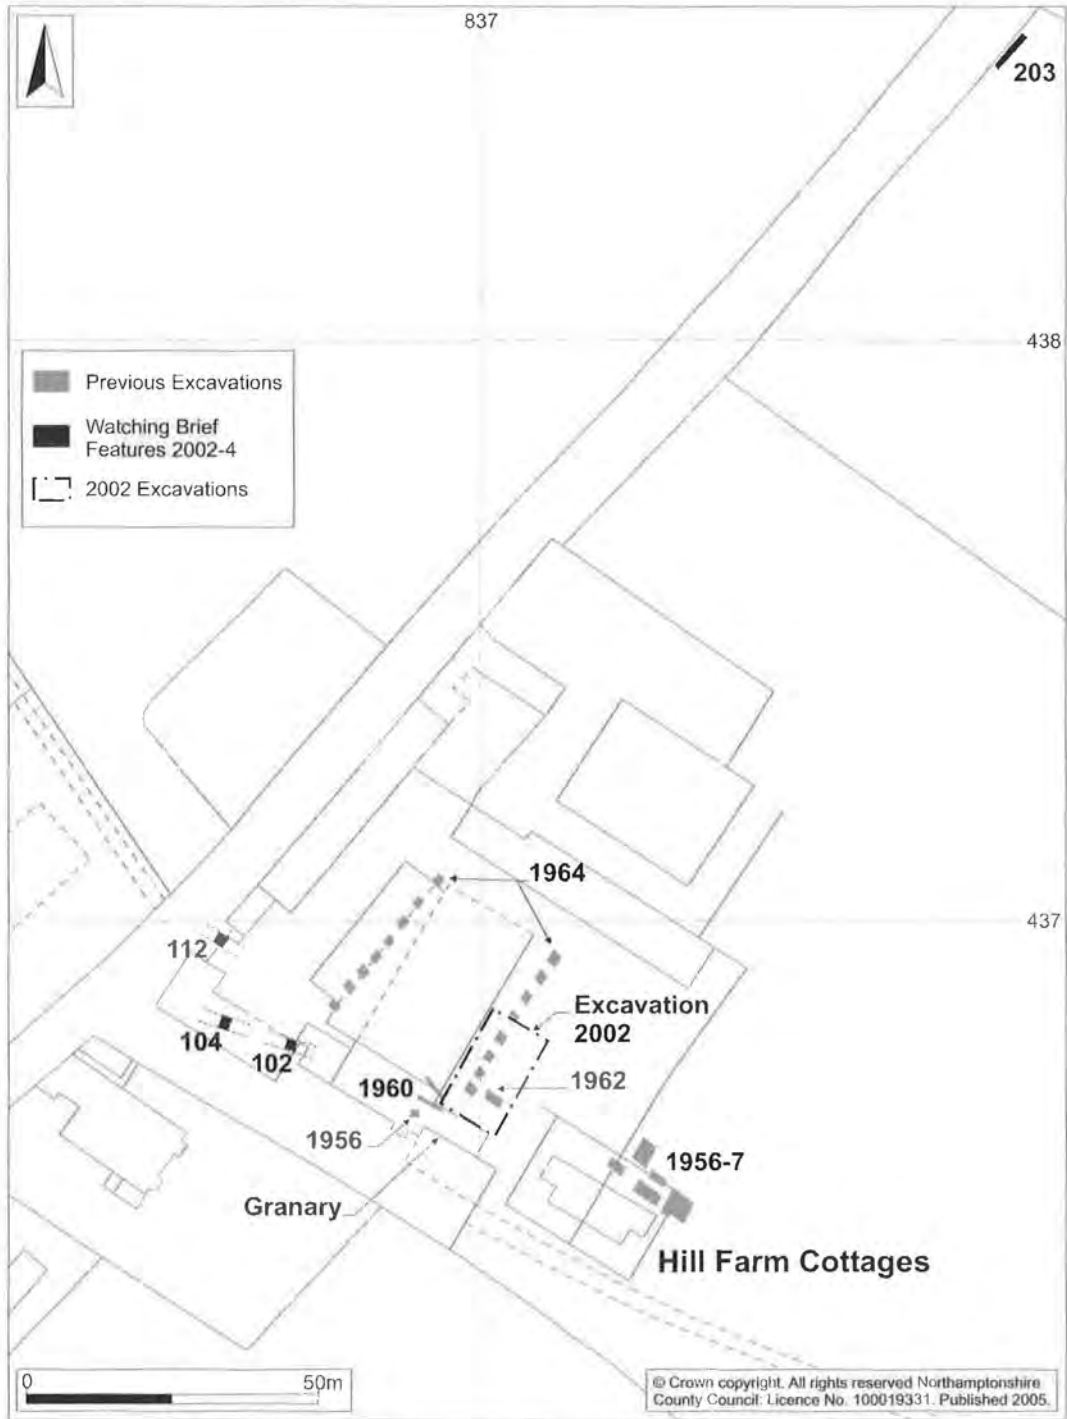 837
203
438
Previous Excavations
Watching Brief
Features 2002-4
2002 Excavations
1964
437
112
Excavation
2002
104
102
1960
1962
1956
1956-7
Granary
Hill Farm Cottages
0
50m
© Crown copyright. All rights reserved Northamptonshire
County Council: Licence No. 100019331. Published 2005.